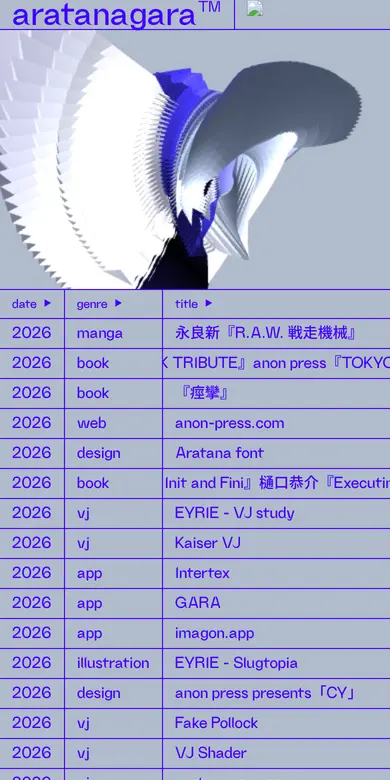 aratanagara™
date ▶ genre ▶ title ▶
2026 manga 永良新『R.A.W. 戦走機械』
2026 book TRIBUTE』anon press『TOKYO
2026 book 『痙攣』
2026 web anon-press.com
2026 design Aratana font
2026 book Init and Fini』樋口恭介『Executin
2026 vj EYRIE - VJ study
2026 vj Kaiser VJ
2026 app Intertex
2026 app GARA
2026 app imagon.app
2026 illustration EYRIE - Slugtopia
2026 design anon press presents「CY」
2026 vj Fake Pollock
2026 vj VJ Shader